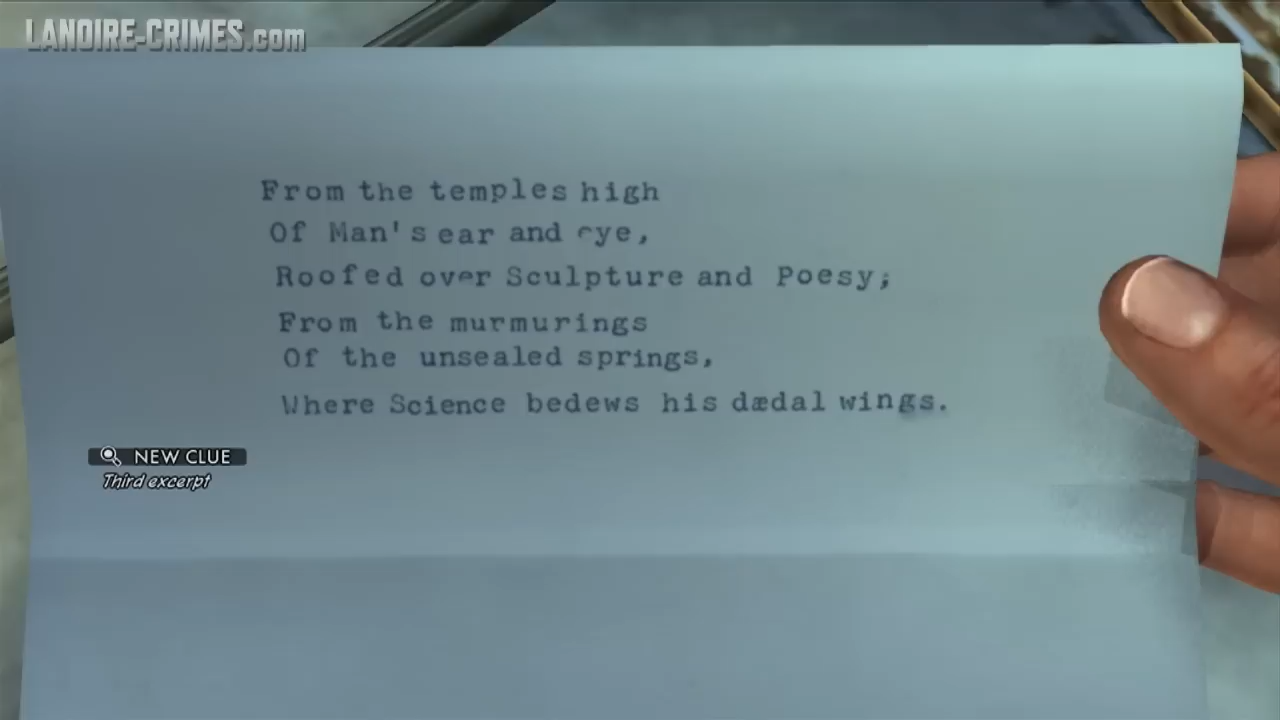 LANOIRE-CRIMES.com
From the temples high
Of Man's ear and eye,
Roofed over Sculpture and Poesy;
From the murmurings
Of the unsealed springs,
Where Science bedews his dædal wings.
NEW CLUE
Third excerpt